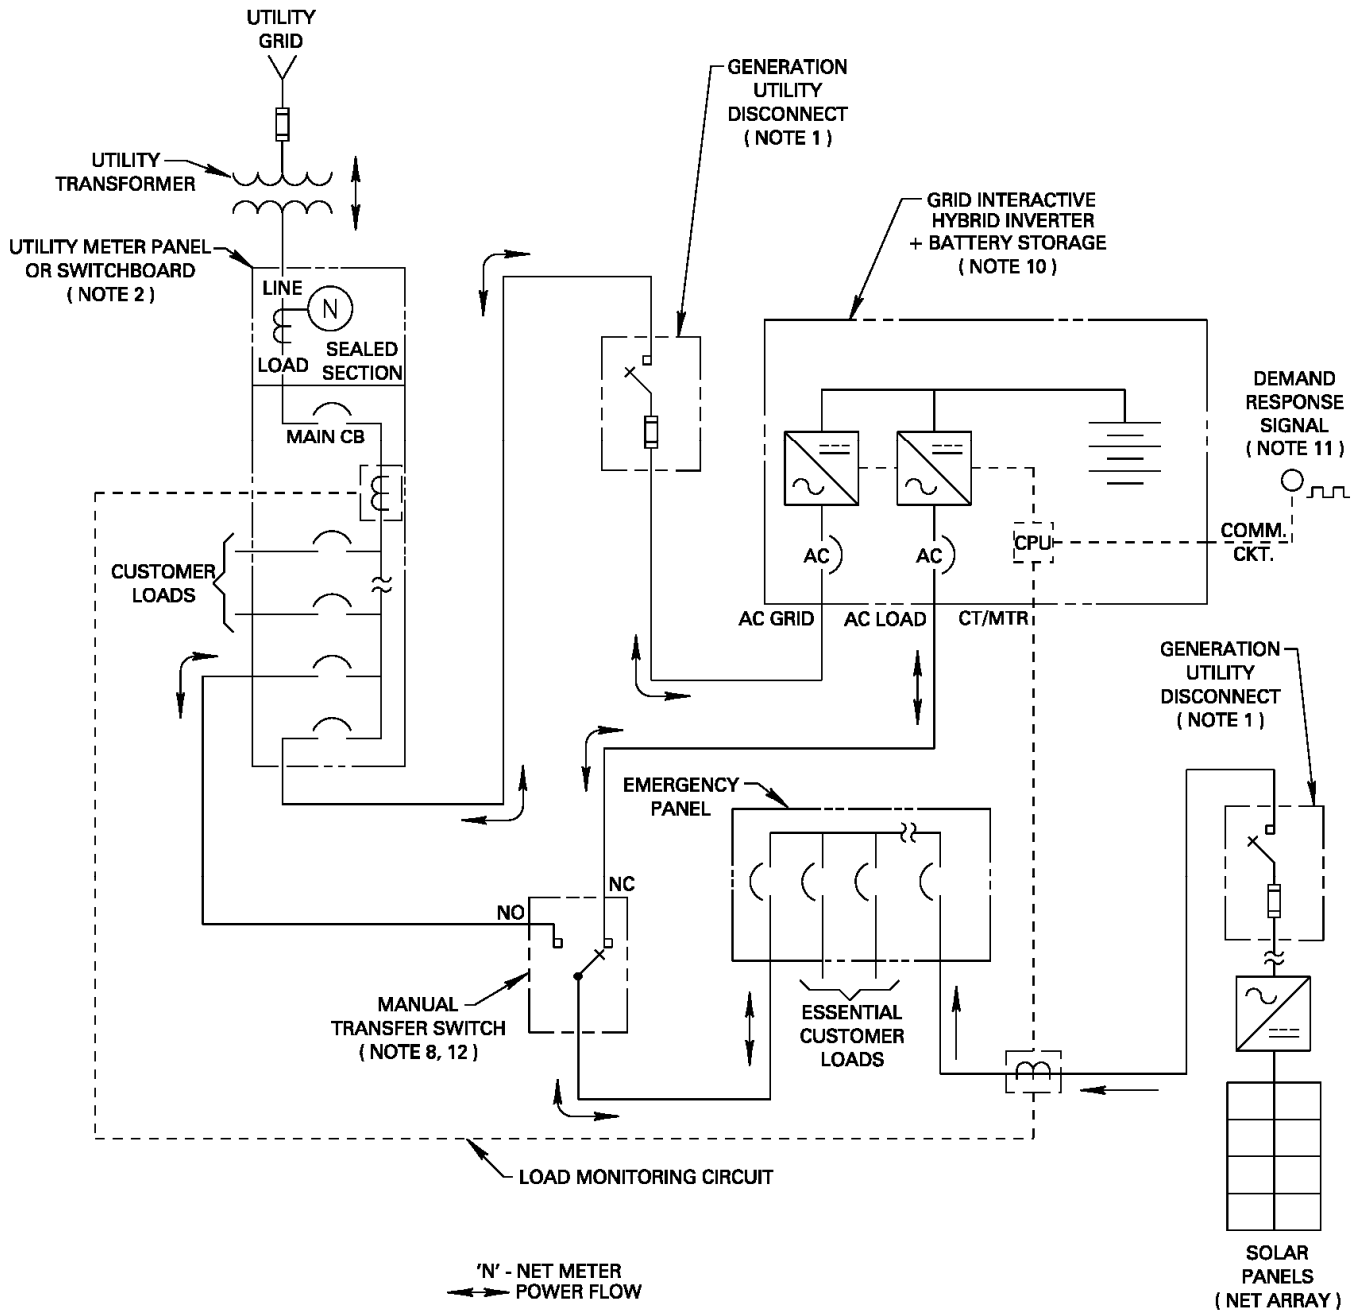 UTILITY
GRID
GENERATION
UTILITY
DISCONNECT
( NOTE 1 )
UTILITY
TRANSFORMER
GRID INTERACTIVE
HYBRID INVERTER
+ BATTERY STORAGE
( NOTE 10 )
UTILITY METER PANEL
OR SWITCHBOARD
( NOTE 2 )
LINE
N
LOAD
SEALED
SECTION
MAIN CB
DEMAND
RESPONSE
SIGNAL
( NOTE 11 )
CUSTOMER
LOADS
AC
AC
CPU
COMM.
CKT.
AC GRID
AC LOAD
CT/MTR
GENERATION
UTILITY
DISCONNECT
( NOTE 1 )
EMERGENCY
PANEL
NC
NO
MANUAL
TRANSFER SWITCH
( NOTE 8, 12 )
ESSENTIAL
CUSTOMER
LOADS
LOAD MONITORING CIRCUIT
SOLAR
PANELS
( NET ARRAY )
'N' - NET METER
POWER FLOW